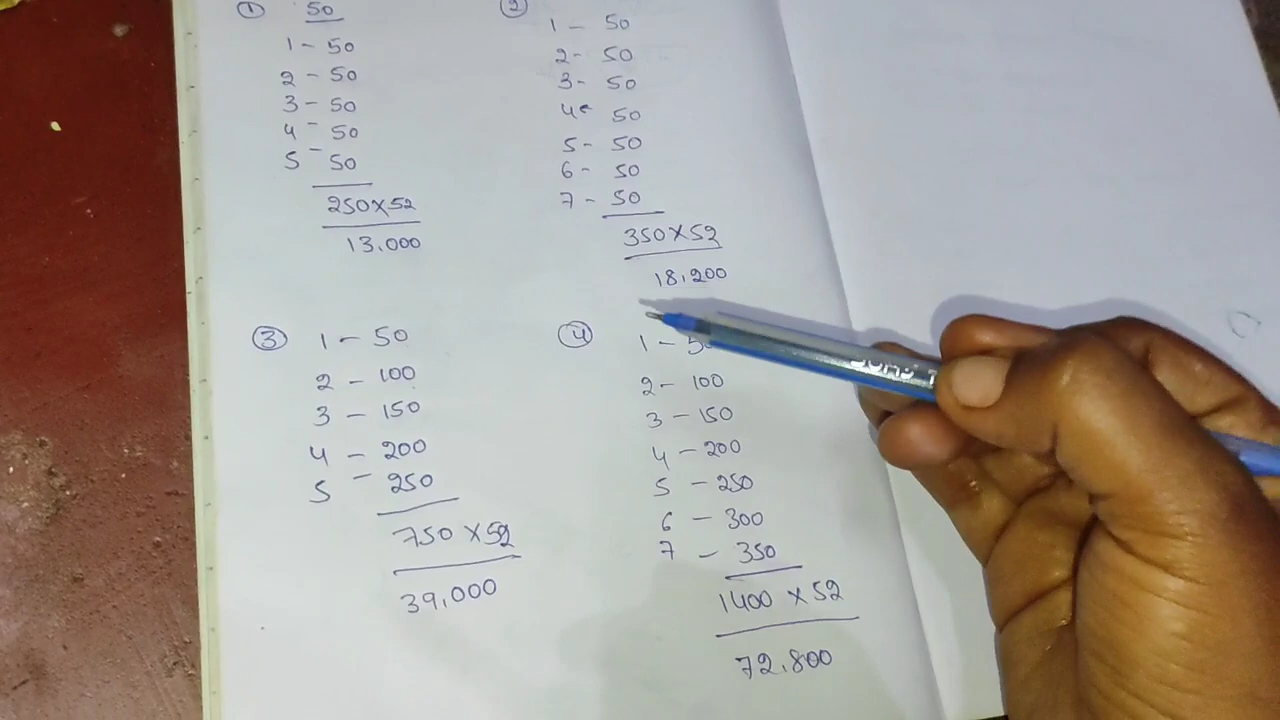 ① 50
1 - 50
2 - 50
3 - 50
4 - 50
5 - 50
250 x 52
13,000
②
1 - 50
2 - 50
3 - 50
4 - 50
5 - 50
6 - 50
7 - 50
350 x 52
18,200
③ 1 - 50
2 - 100
3 - 150
4 - 200
5 - 250
750 x 52
39,000
④ 1 -
2 - 100
3 - 150
4 - 200
5 - 250
6 - 300
7 - 350
1400 x 52
72,800